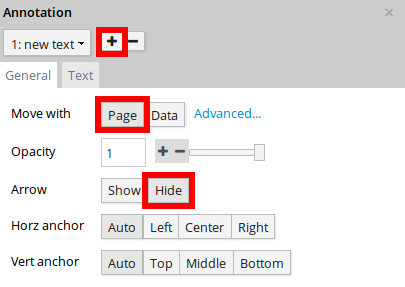 Annotation ×
1: new text + −
General Text
Move with Page Data Advanced...
Opacity 1 + −
Arrow Show Hide
Horz anchor Auto Left Center Right
Vert anchor Auto Top Middle Bottom